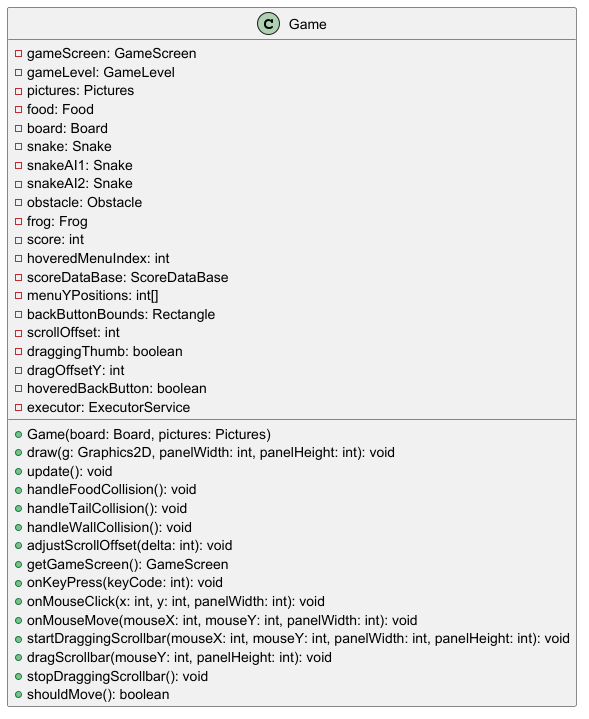 C Game
gameScreen: GameScreen
gameLevel: GameLevel
pictures: Pictures
food: Food
board: Board
snake: Snake
snakeAI1: Snake
snakeAI2: Snake
obstacle: Obstacle
frog: Frog
score: int
hoveredMenuIndex: int
scoreDataBase: ScoreDataBase
menuYPositions: int[]
backButtonBounds: Rectangle
scrollOffset: int
draggingThumb: boolean
dragOffsetY: int
hoveredBackButton: boolean
executor: ExecutorService
Game(board: Board, pictures: Pictures)
draw(g: Graphics2D, panelWidth: int, panelHeight: int): void
update(): void
handleFoodCollision(): void
handleTailCollision(): void
handleWallCollision(): void
adjustScrollOffset(delta: int): void
getGameScreen(): GameScreen
onKeyPress(keyCode: int): void
onMouseClick(x: int, y: int, panelWidth: int): void
onMouseMove(mouseX: int, mouseY: int, panelWidth: int): void
startDraggingScrollbar(mouseX: int, mouseY: int, panelWidth: int, panelHeight: int): void
dragScrollbar(mouseY: int, panelHeight: int): void
stopDraggingScrollbar(): void
shouldMove(): boolean